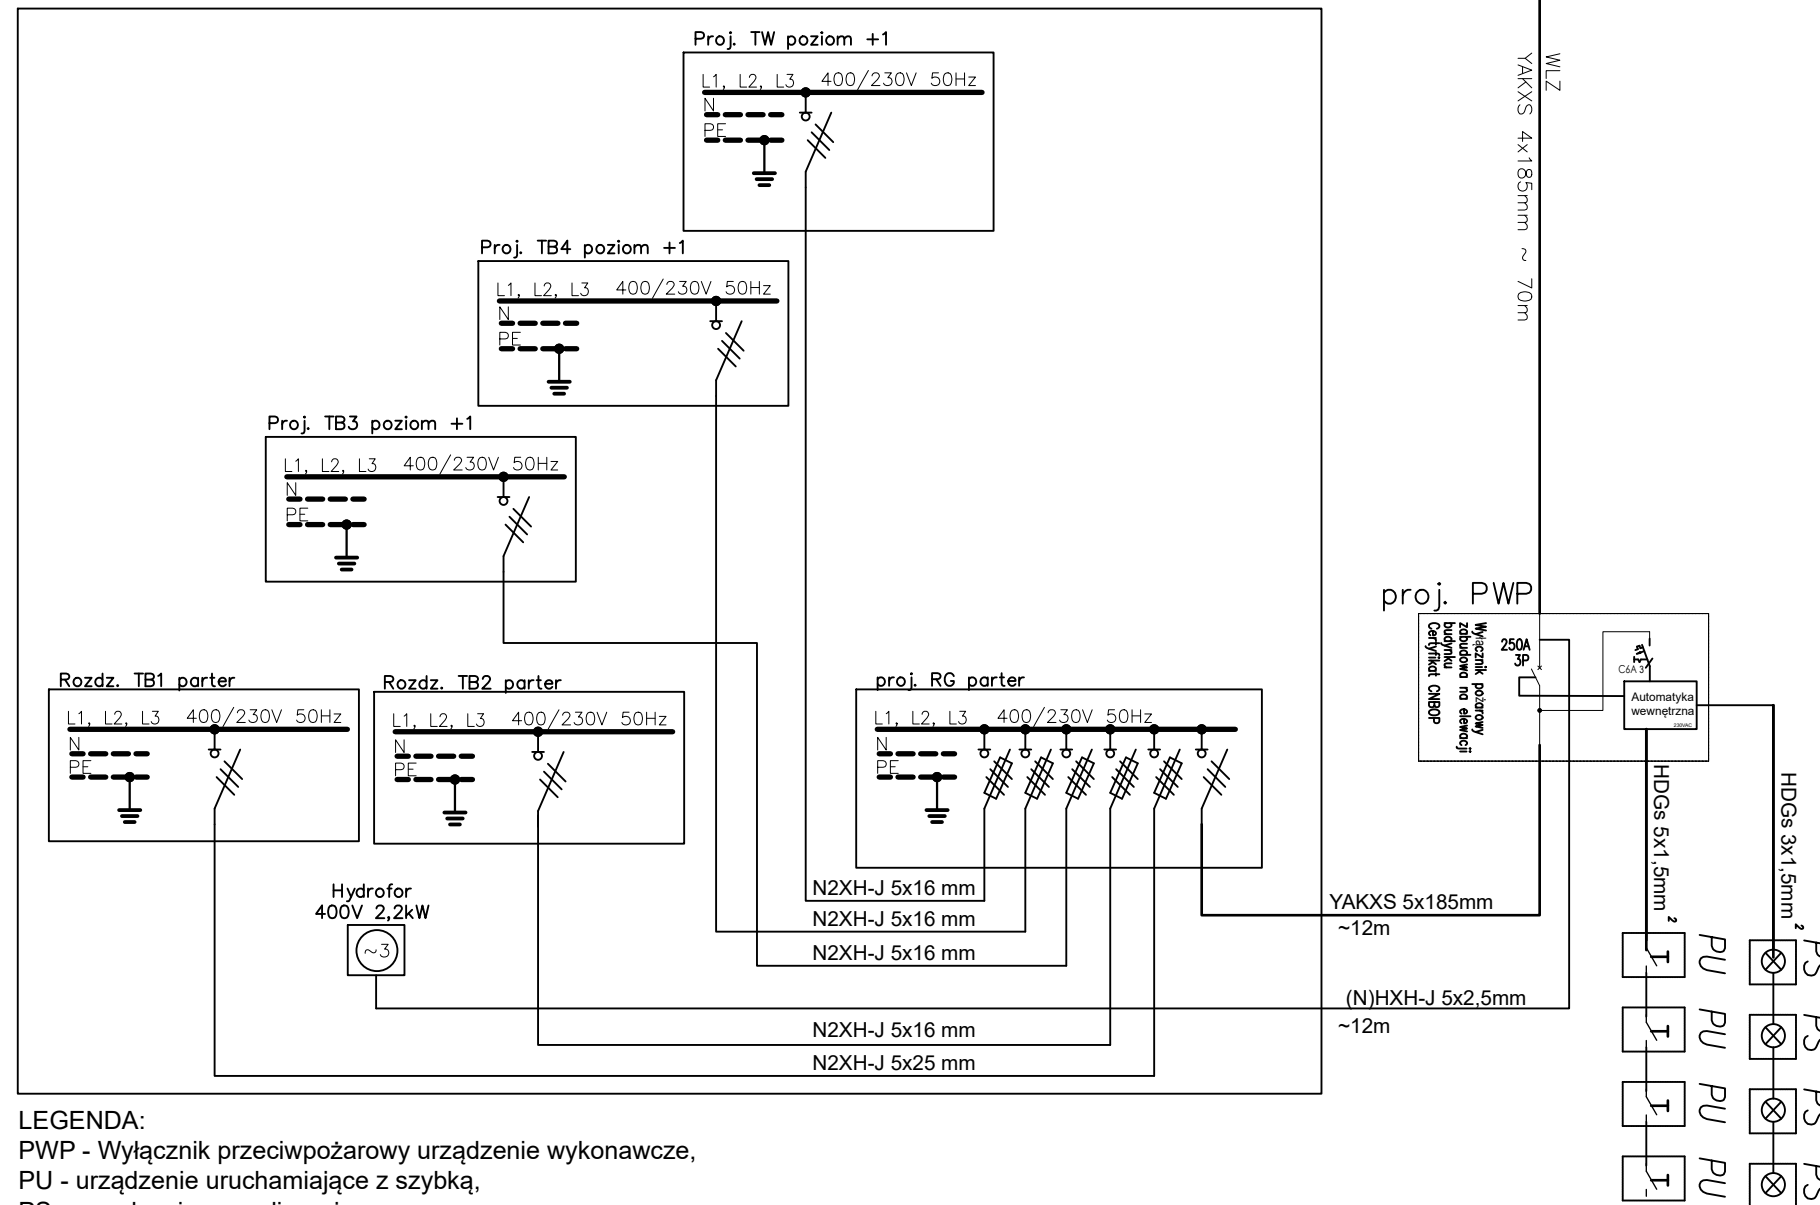 Proj. TW poziom +1
L1, L2, L3 400/230V 50Hz
N
PE
WLZ
YAKXS 4x185mm ~ 70m
Proj. TB4 poziom +1
L1, L2, L3 400/230V 50Hz
N
PE
Proj. TB3 poziom +1
L1, L2, L3 400/230V 50Hz
N
PE
proj. PWP
Wyłącznik pożarowy
zabudowa na elewacji
budynku
Certyfikat CNBOP
250A
3P
C6A 3
Automatyka
wewnętrzna
230VAC
Rozdz. TB1 parter
L1, L2, L3 400/230V 50Hz
N
PE
Rozdz. TB2 parter
L1, L2, L3 400/230V 50Hz
N
PE
proj. RG parter
L1, L2, L3 400/230V 50Hz
N
PE
HDGs 5x1,5mm²
HDGs 3x1,5mm²
Hydrofor
400V 2,2kW
~3
N2XH-J 5x16 mm
N2XH-J 5x16 mm
N2XH-J 5x16 mm
YAKXS 5x185mm
~12m
(N)HXH-J 5x2,5mm
~12m
N2XH-J 5x16 mm
N2XH-J 5x25 mm
PU
PS
PU
PS
PU
PS
PU
PS
LEGENDA:
PWP - Wyłącznik przeciwpożarowy urządzenie wykonawcze,
PU - urządzenie uruchamiające z szybką,